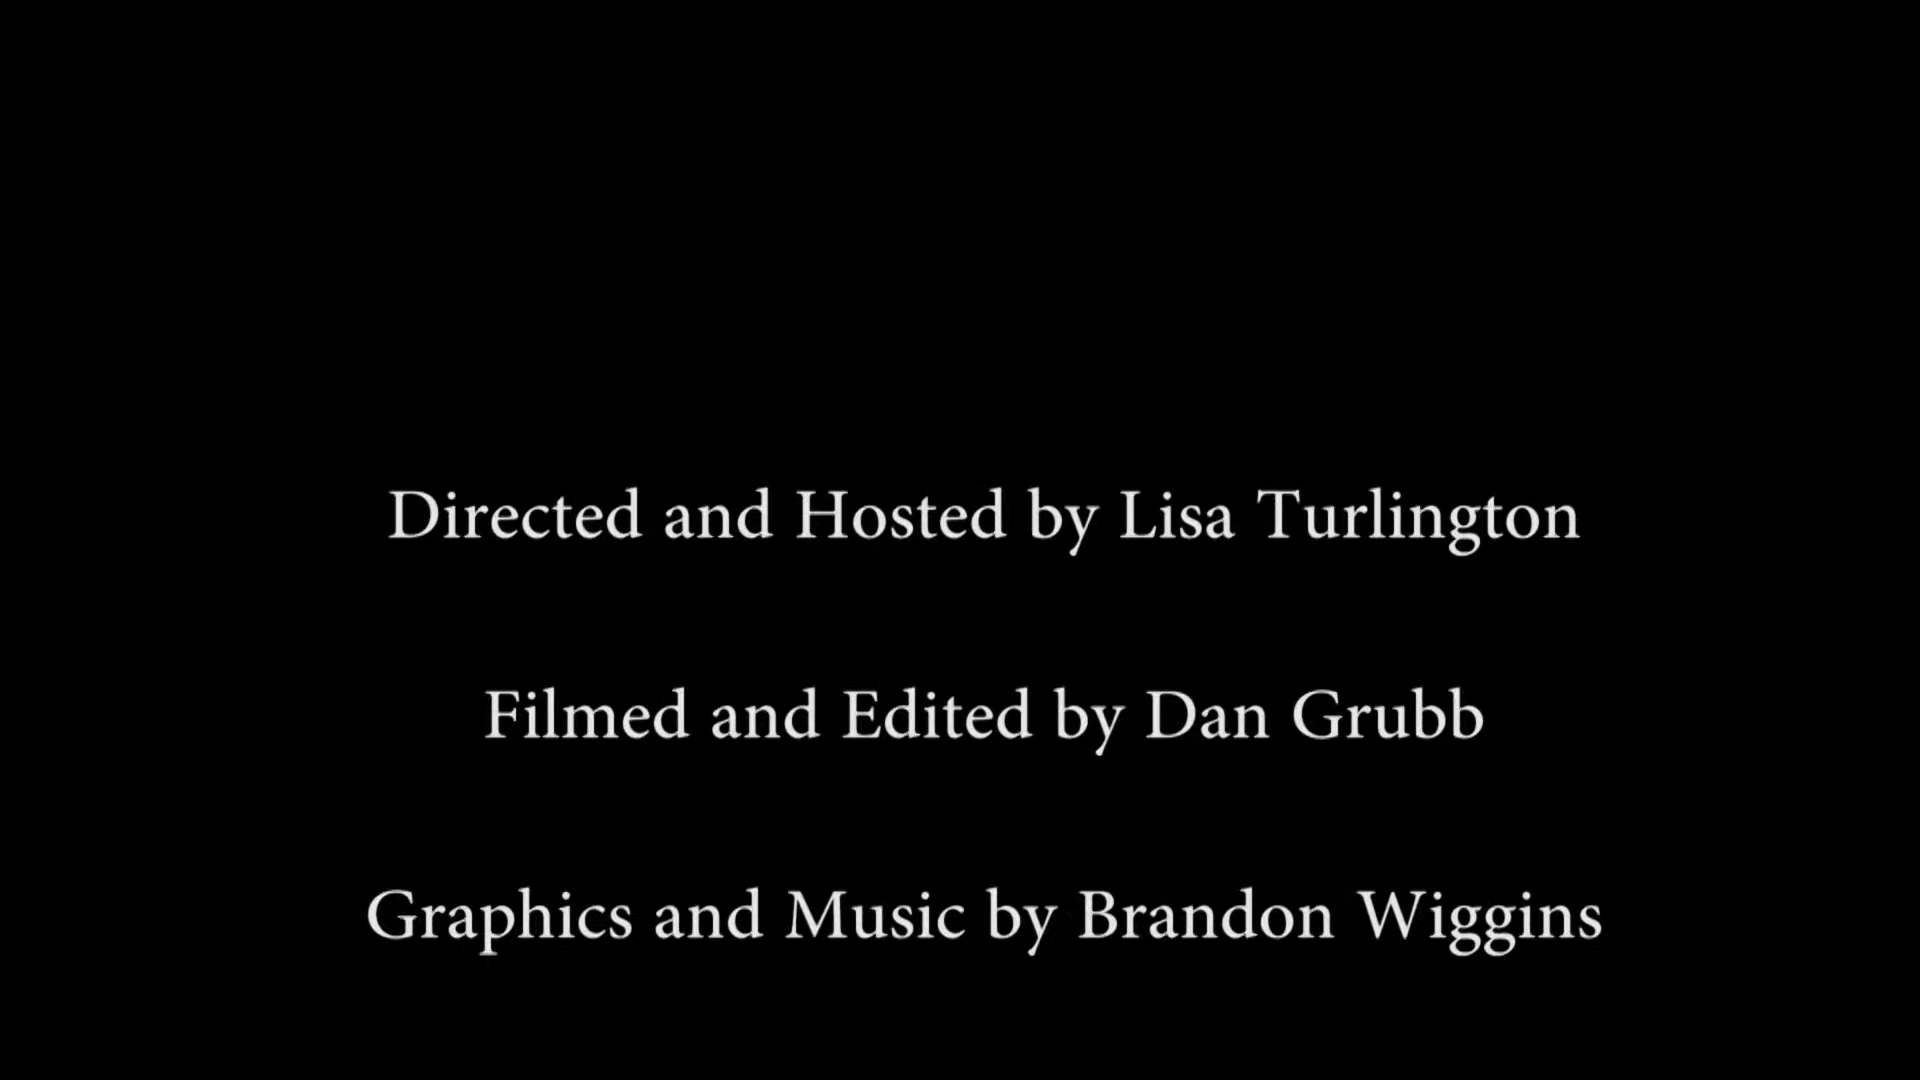 Directed and Hosted by Lisa Turlington
Filmed and Edited by Dan Grubb
Graphics and Music by Brandon Wiggins